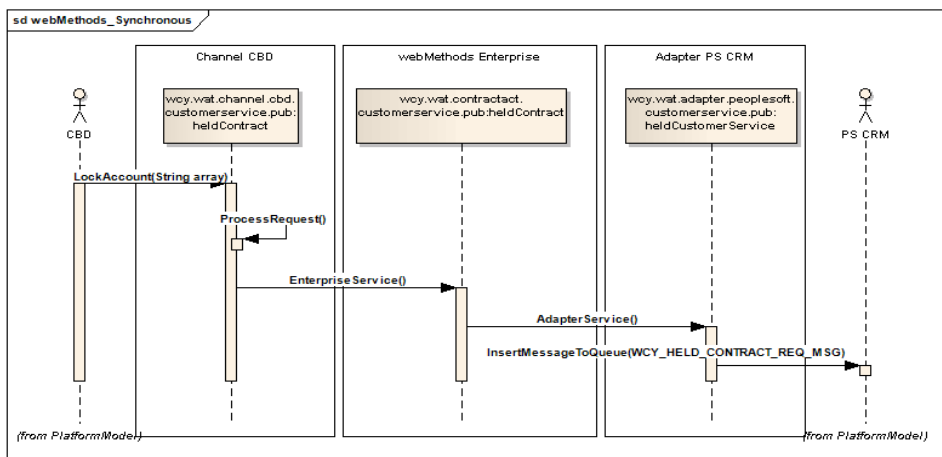 sd webMethods_Synchronous
Channel CBD
webMethods Enterprise
Adapter PS CRM
wcy.wat.channel.cbd.
customerservice.pub:
heldContract
wcy.wat.contractact.
customerservice.pub:heldContract
wcy.wat.adapter.peoplesoft.
customerservice.pub:
heldCustomerService
CBD
PS CRM
LockAccount(String array)
ProcessRequest()
EnterpriseService()
AdapterService()
InsertMessageToQueue(WCY_HELD_CONTRACT_REQ_MSG)
(from PlatformModel)
(from PlatformModel)